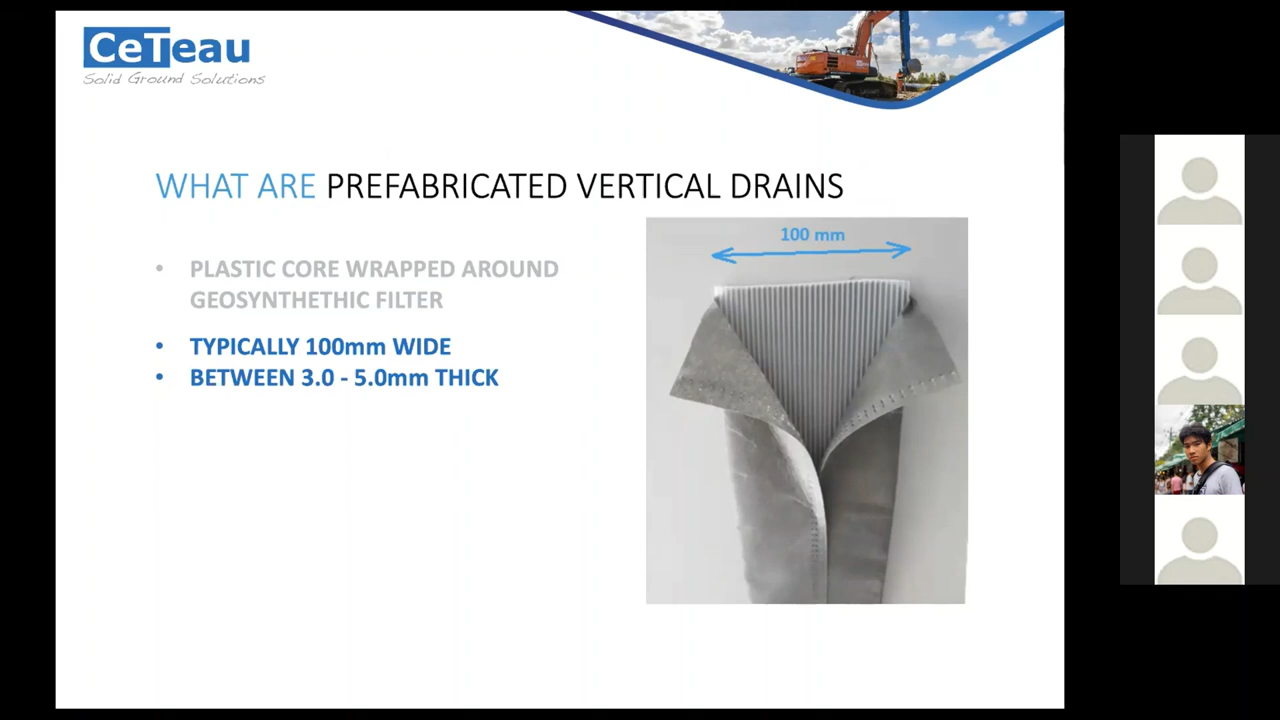 CeTeau
Solid Ground Solutions
WHAT ARE PREFABRICATED VERTICAL DRAINS
• PLASTIC CORE WRAPPED AROUND
GEOSYNTHETHIC FILTER
• TYPICALLY 100mm WIDE
• BETWEEN 3.0 - 5.0mm THICK
100 mm